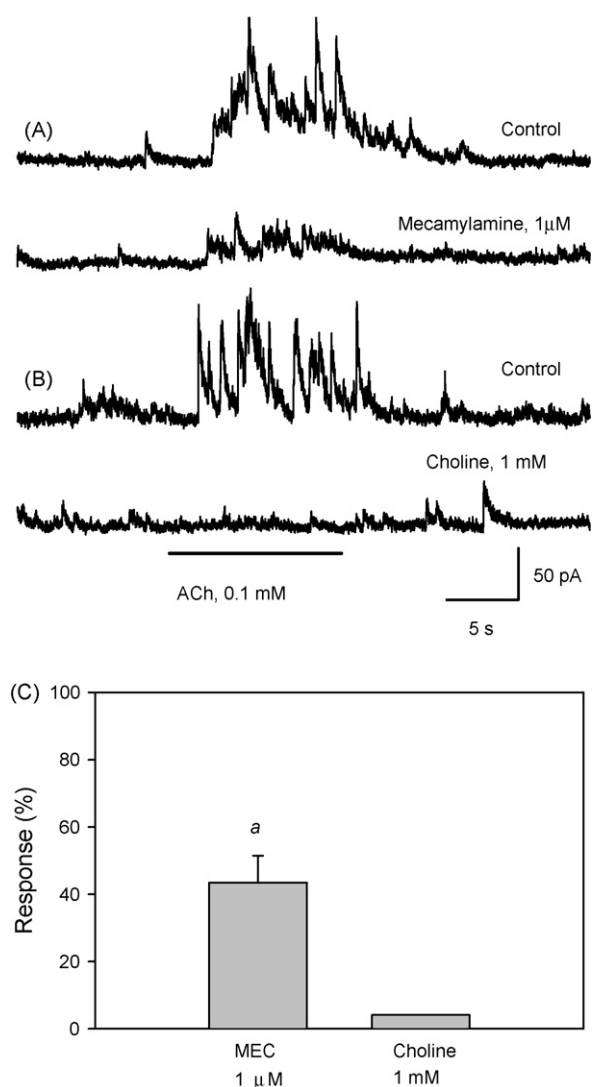 (A)
Control
Mecamylamine, 1μM
(B)
Control
Choline, 1 mM
ACh, 0.1 mM
50 pA
5 s
(C)
100
80
60
40
20
0
Response (%)
a
MEC
1 μM
Choline
1 mM